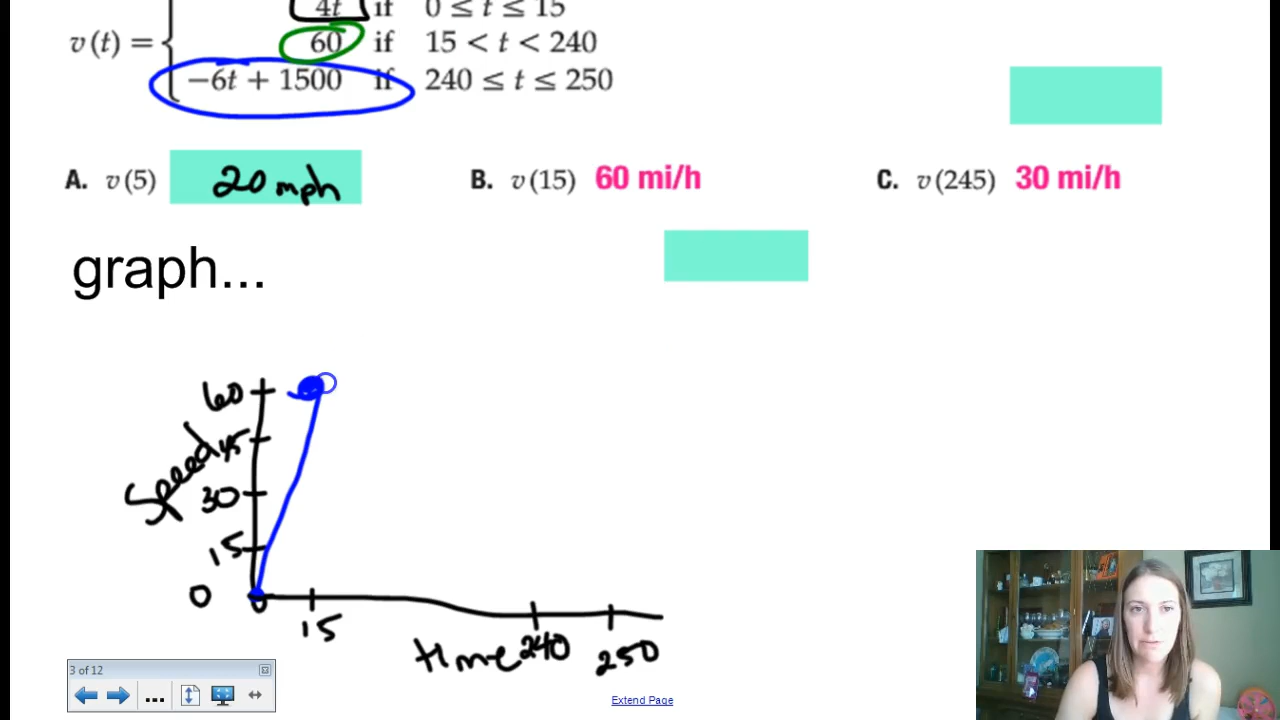 4t if 0 ≤ t ≤ 15
v(t) = { 60 if 15 < t < 240
−6t + 1500 if 240 ≤ t ≤ 250
A. v(5) 20 mph B. v(15) 60 mi/h C. v(245) 30 mi/h
graph...
60
45
Speed
30
15
0 0
15 time 240 250
3 of 12
...
Extend Page